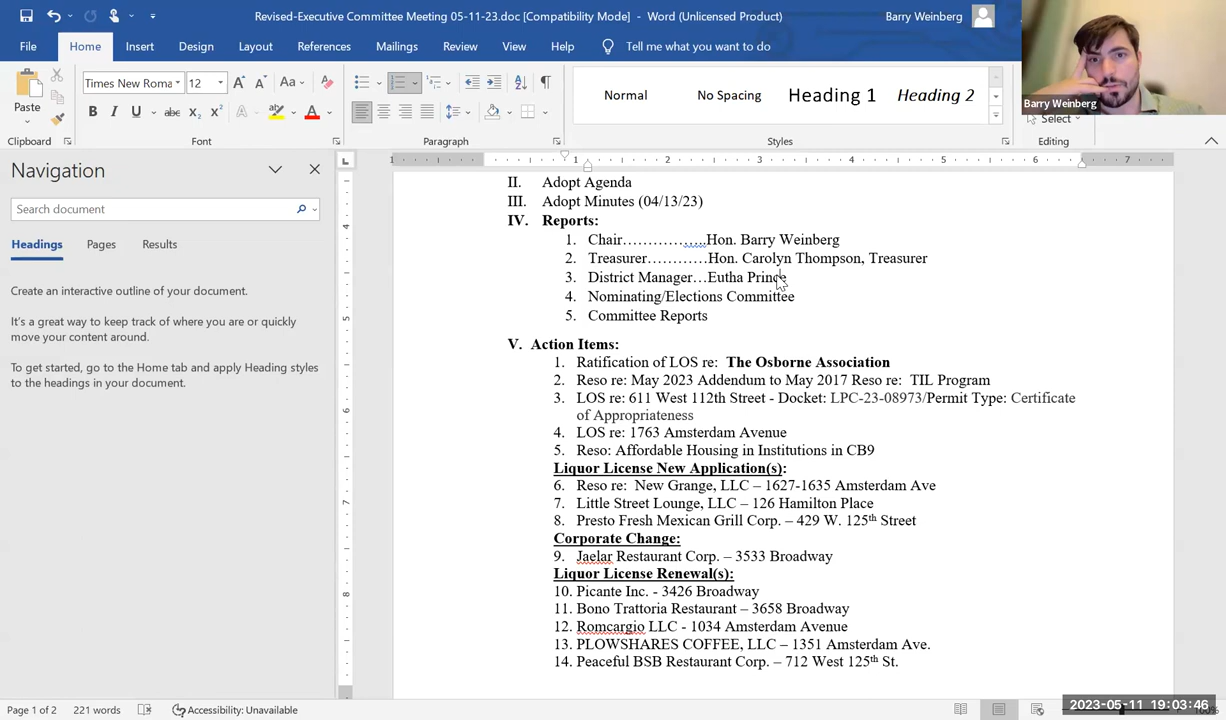 Revised-Executive Committee Meeting 05-11-23.doc [Compatibility Mode] - Word (Unlicensed Product)
Barry Weinberg
File Home Insert Design Layout References Mailings Review View Help Tell me what you want to do
Paste
Times New Roma 12
Normal No Spacing Heading 1 Heading 2
Barry Weinberg
Select
Clipboard Font Paragraph Styles Editing
Navigation
Search document
Headings Pages Results
Create an interactive outline of your document.
It's a great way to keep track of where you are or quickly
move your content around.
To get started, go to the Home tab and apply Heading styles
to the headings in your document.
II. Adopt Agenda
III. Adopt Minutes (04/13/23)
IV. Reports:
1. Chair………………..Hon. Barry Weinberg
2. Treasurer…………Hon. Carolyn Thompson, Treasurer
3. District Manager…Eutha Prince
4. Nominating/Elections Committee
5. Committee Reports
V. Action Items:
1. Ratification of LOS re: The Osborne Association
2. Reso re: May 2023 Addendum to May 2017 Reso re: TIL Program
3. LOS re: 611 West 112th Street - Docket: LPC-23-08973/Permit Type: Certificate
of Appropriateness
4. LOS re: 1763 Amsterdam Avenue
5. Reso: Affordable Housing in Institutions in CB9
Liquor License New Application(s):
6. Reso re: New Grange, LLC – 1627-1635 Amsterdam Ave
7. Little Street Lounge, LLC – 126 Hamilton Place
8. Presto Fresh Mexican Grill Corp. – 429 W. 125th Street
Corporate Change:
9. Jaelar Restaurant Corp. – 3533 Broadway
Liquor License Renewal(s):
10. Picante Inc. - 3426 Broadway
11. Bono Trattoria Restaurant – 3658 Broadway
12. Romcargio LLC - 1034 Amsterdam Avenue
13. PLOWSHARES COFFEE, LLC – 1351 Amsterdam Ave.
14. Peaceful BSB Restaurant Corp. – 712 West 125th St.
Page 1 of 2 221 words Accessibility: Unavailable
2023-05-11 19:03:46